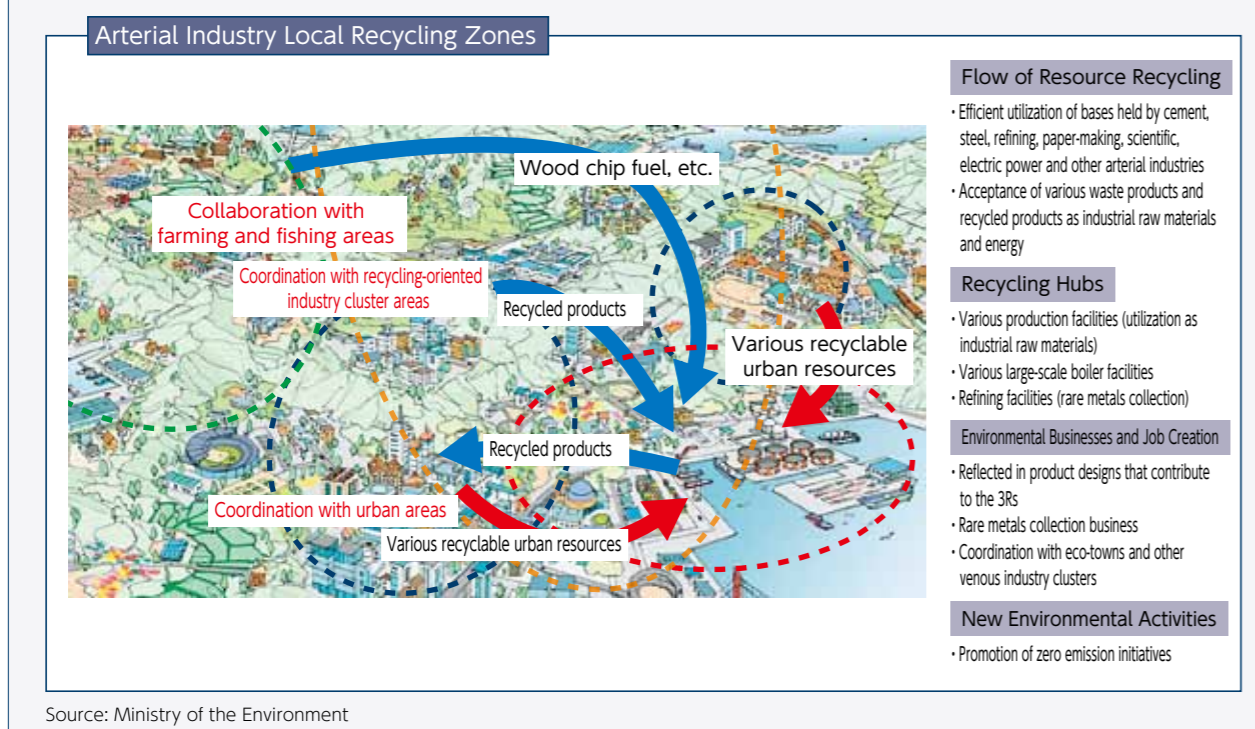 Arterial Industry Local Recycling Zones
Wood chip fuel, etc.
Collaboration with
farming and fishing areas
Coordination with recycling-oriented
industry cluster areas
Recycled products
Various recyclable
urban resources
Recycled products
Coordination with urban areas
Various recyclable urban resources
Flow of Resource Recycling
・Efficient utilization of bases held by cement,
steel, refining, paper-making, scientific,
electric power and other arterial industries
・Acceptance of various waste products and
recycled products as industrial raw materials
and energy
Recycling Hubs
・Various production facilities (utilization as
industrial raw materials)
・Various large-scale boiler facilities
・Refining facilities (rare metals collection)
Environmental Businesses and Job Creation
・Reflected in product designs that contribute
to the 3Rs
・Rare metals collection business
・Coordination with eco-towns and other
venous industry clusters
New Environmental Activities
・Promotion of zero emission initiatives
Source: Ministry of the Environment